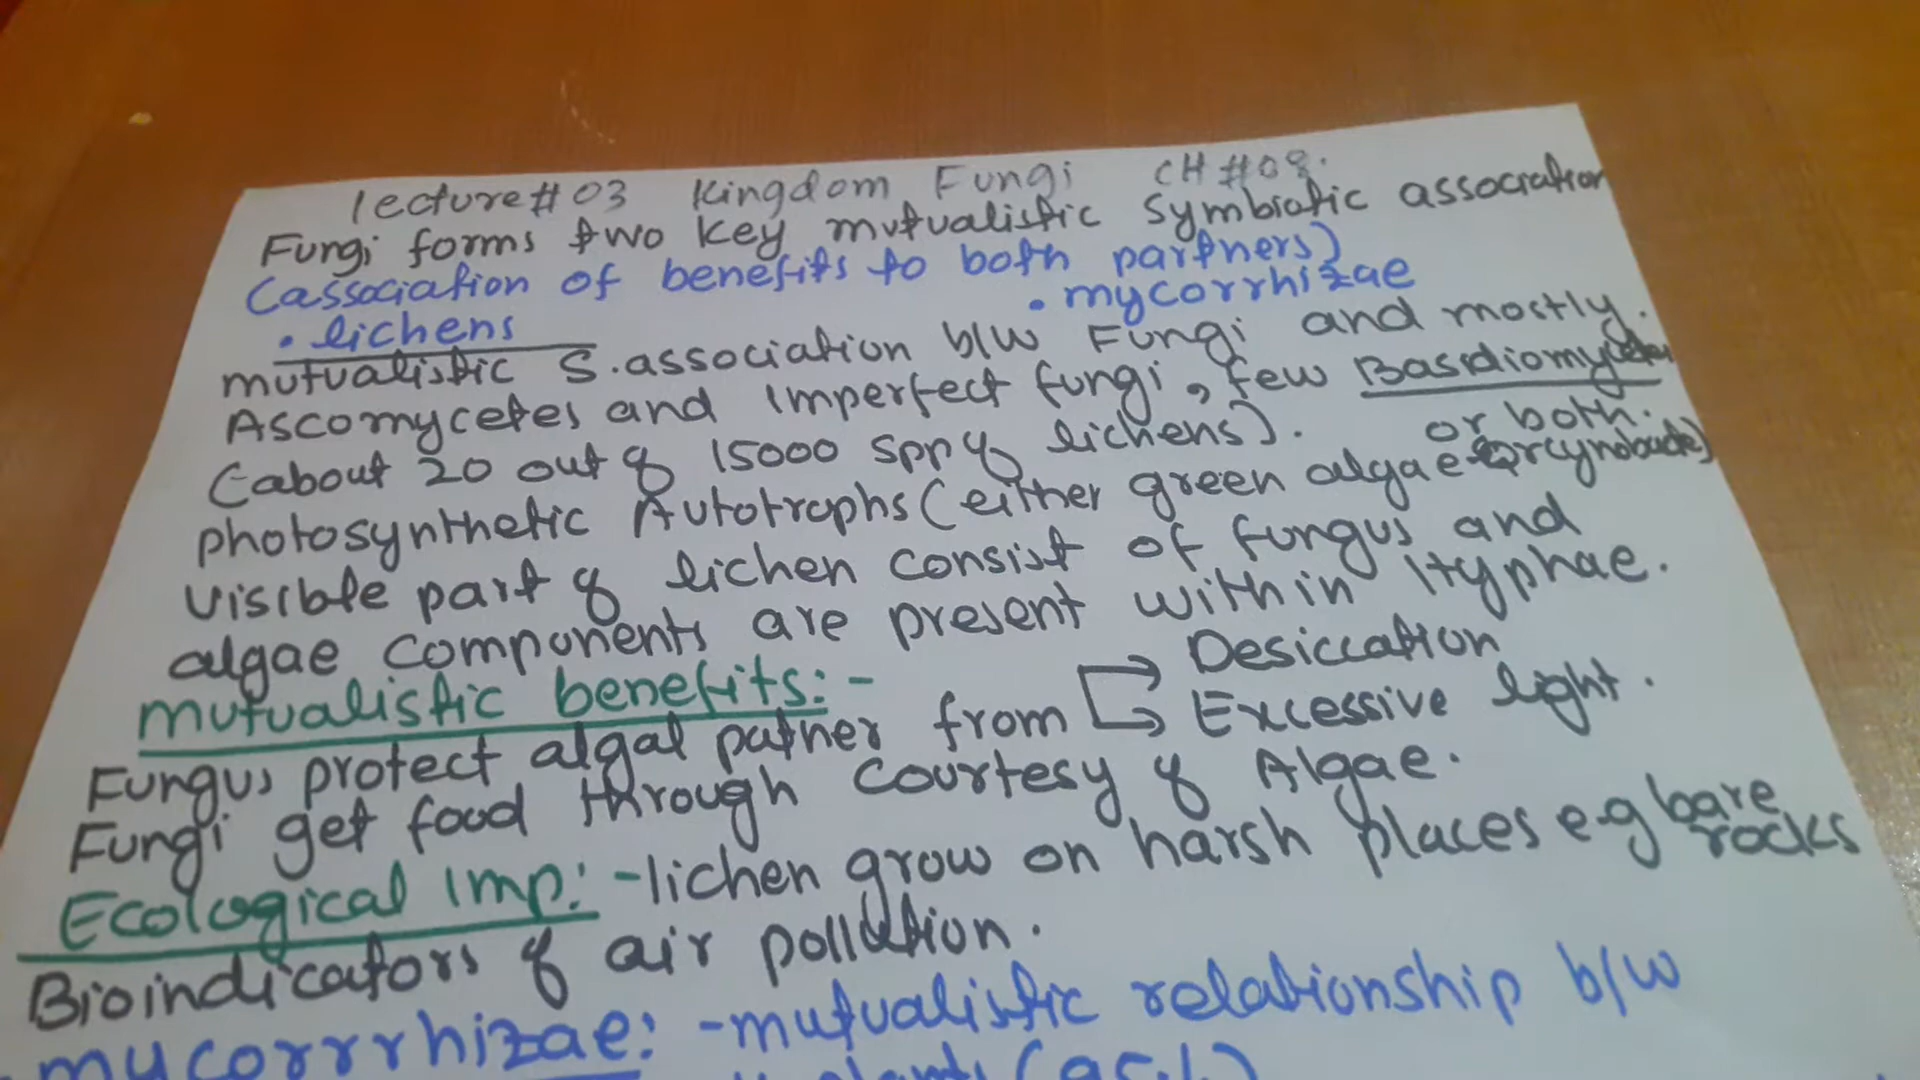 lecture# 03 Kingdom Fungi CH #08.
Fungi forms two key mutualistic symbiotic association
(association of benefits to both partners)
• lichens • mycorrhizae
mutualistic S.association b/w Fungi and mostly.
Ascomycetes and Imperfect fungi, few Basidiomycetes
(about 20 out of 15000 spp of lichens). or both.
photosynthetic Autotrophs (either green algae or cynobacte)
Visible part of lichen consist of fungus and
algae components are present within Hyphae.
mutualistic benefits:-
Fungus protect algal patner from Desiccation
Excessive light.
Fungi get food through courtesy of Algae.
Ecological Imp:-lichen grow on harsh places e.g bare
rocks
Bioindicators of air pollution.
mycorrrhizae: -mutualistic relationship b/w